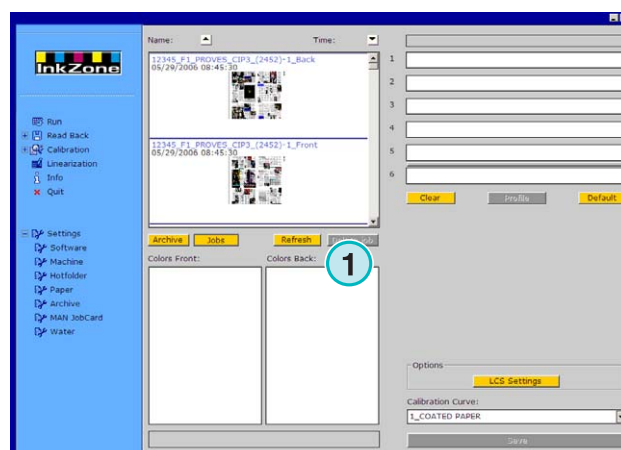 InkZone
Run
Read Back
Calibration
Linearization
Info
Quit
Settings
Software
Machine
Hotfolder
Paper
Archive
MAN JobCard
Water
Name: Time:
12345_F1_PROVES_CIP3_(2452)-1_Back
05/29/2006 08:45:30
12345_F1_PROVES_CIP3_(2452)-1_Front
05/29/2006 08:45:30
Archive Jobs Refresh
1
Colors Front: Colors Back:
1
2
3
4
5
6
Clear Profile Default
Options
LCS Settings
Calibration Curve:
1_COATED PAPER
Save